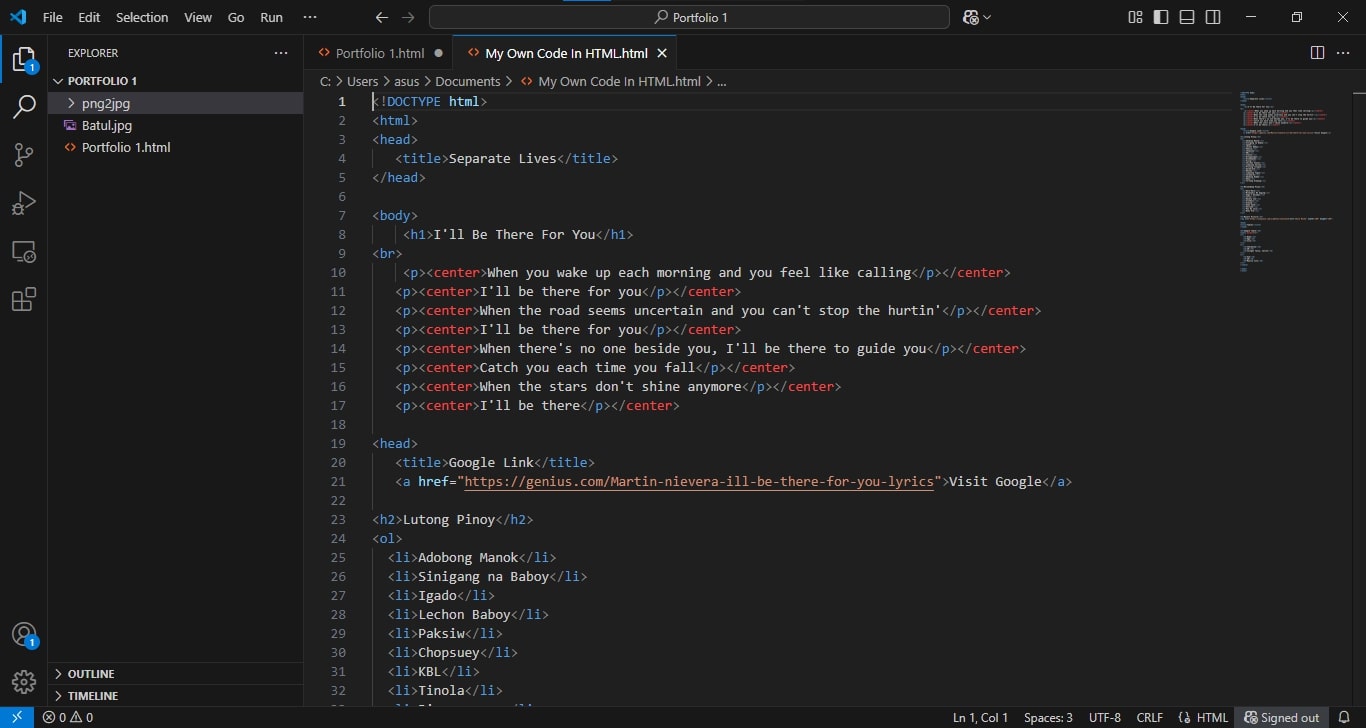 File Edit Selection View Go Run ··· Portfolio 1
EXPLORER ···
PORTFOLIO 1
png2jpg
Batul.jpg
Portfolio 1.html
OUTLINE
TIMELINE
1
1
Portfolio 1.html ● My Own Code In HTML.html
C: > Users > asus > Documents > <> My Own Code In HTML.html > ...
1 <!DOCTYPE html>
2 <html>
3 <head>
4 <title>Separate Lives</title>
5 </head>
6
7 <body>
8 <h1>I'll Be There For You</h1>
9 <br>
10 <p><center>When you wake up each morning and you feel like calling</p></center>
11 <p><center>I'll be there for you</p></center>
12 <p><center>When the road seems uncertain and you can't stop the hurtin'</p></center>
13 <p><center>I'll be there for you</p></center>
14 <p><center>When there's no one beside you, I'll be there to guide you</p></center>
15 <p><center>Catch you each time you fall</p></center>
16 <p><center>When the stars don't shine anymore</p></center>
17 <p><center>I'll be there</p></center>
18
19 <head>
20 <title>Google Link</title>
21 <a href="https://genius.com/Martin-nievera-ill-be-there-for-you-lyrics">Visit Google</a>
22
23 <h2>Lutong Pinoy</h2>
24 <ol>
25 <li>Adobong Manok</li>
26 <li>Sinigang na Baboy</li>
27 <li>Igado</li>
28 <li>Lechon Baboy</li>
29 <li>Paksiw</li>
30 <li>Chopsuey</li>
31 <li>KBL</li>
32 <li>Tinola</li>
0 0 Ln 1, Col 1 Spaces: 3 UTF-8 CRLF {} HTML Signed out